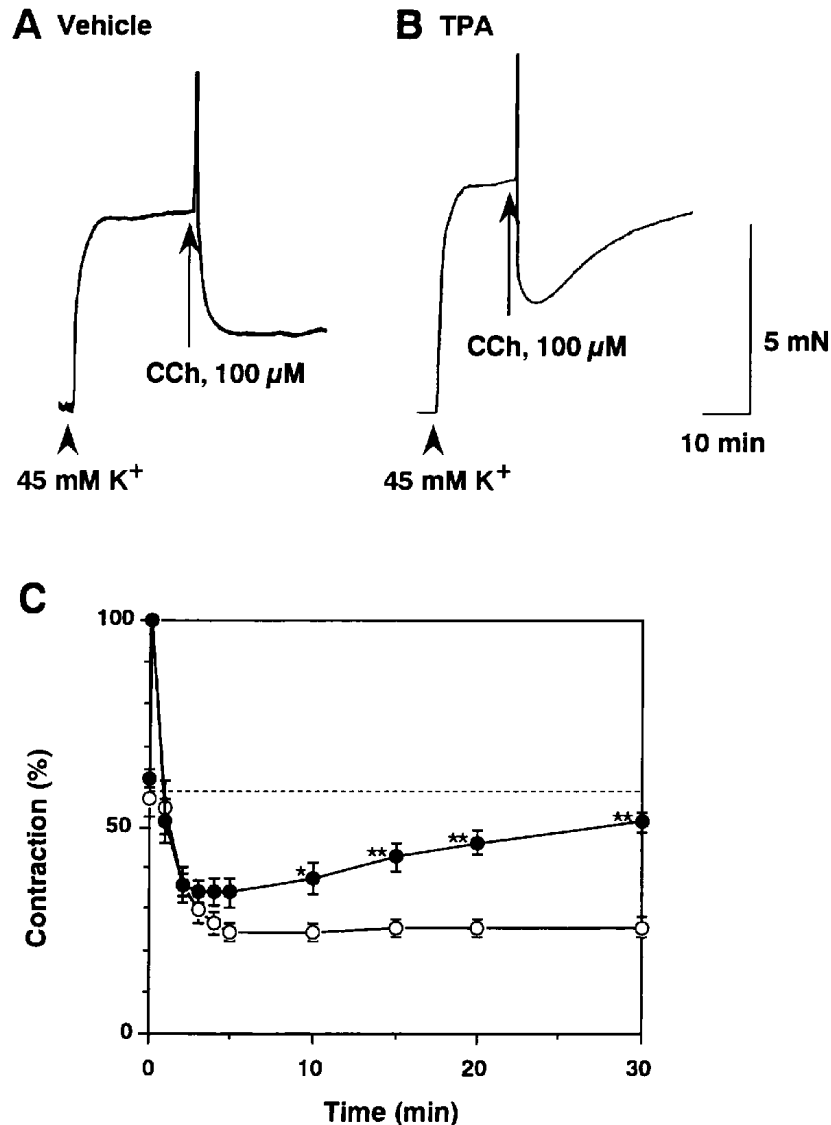 A Vehicle
B TPA
CCh, 100 µM
CCh, 100 µM
5 mN
10 min
45 mM K+
45 mM K+
C
100
50
0
Contraction (%)
*
**
**
**
0
10
20
30
Time (min)